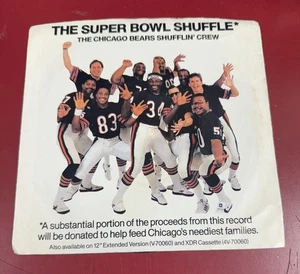 THE SUPER BOWL SHUFFLE*
THE CHICAGO BEARS SHUFFLIN' CREW
83
34
50
*A substantial portion of the proceeds from this record
will be donated to help feed Chicago's neediest families.
Also available on 12" Extended Version (V-70060) and XDR Cassette (4V-70060)